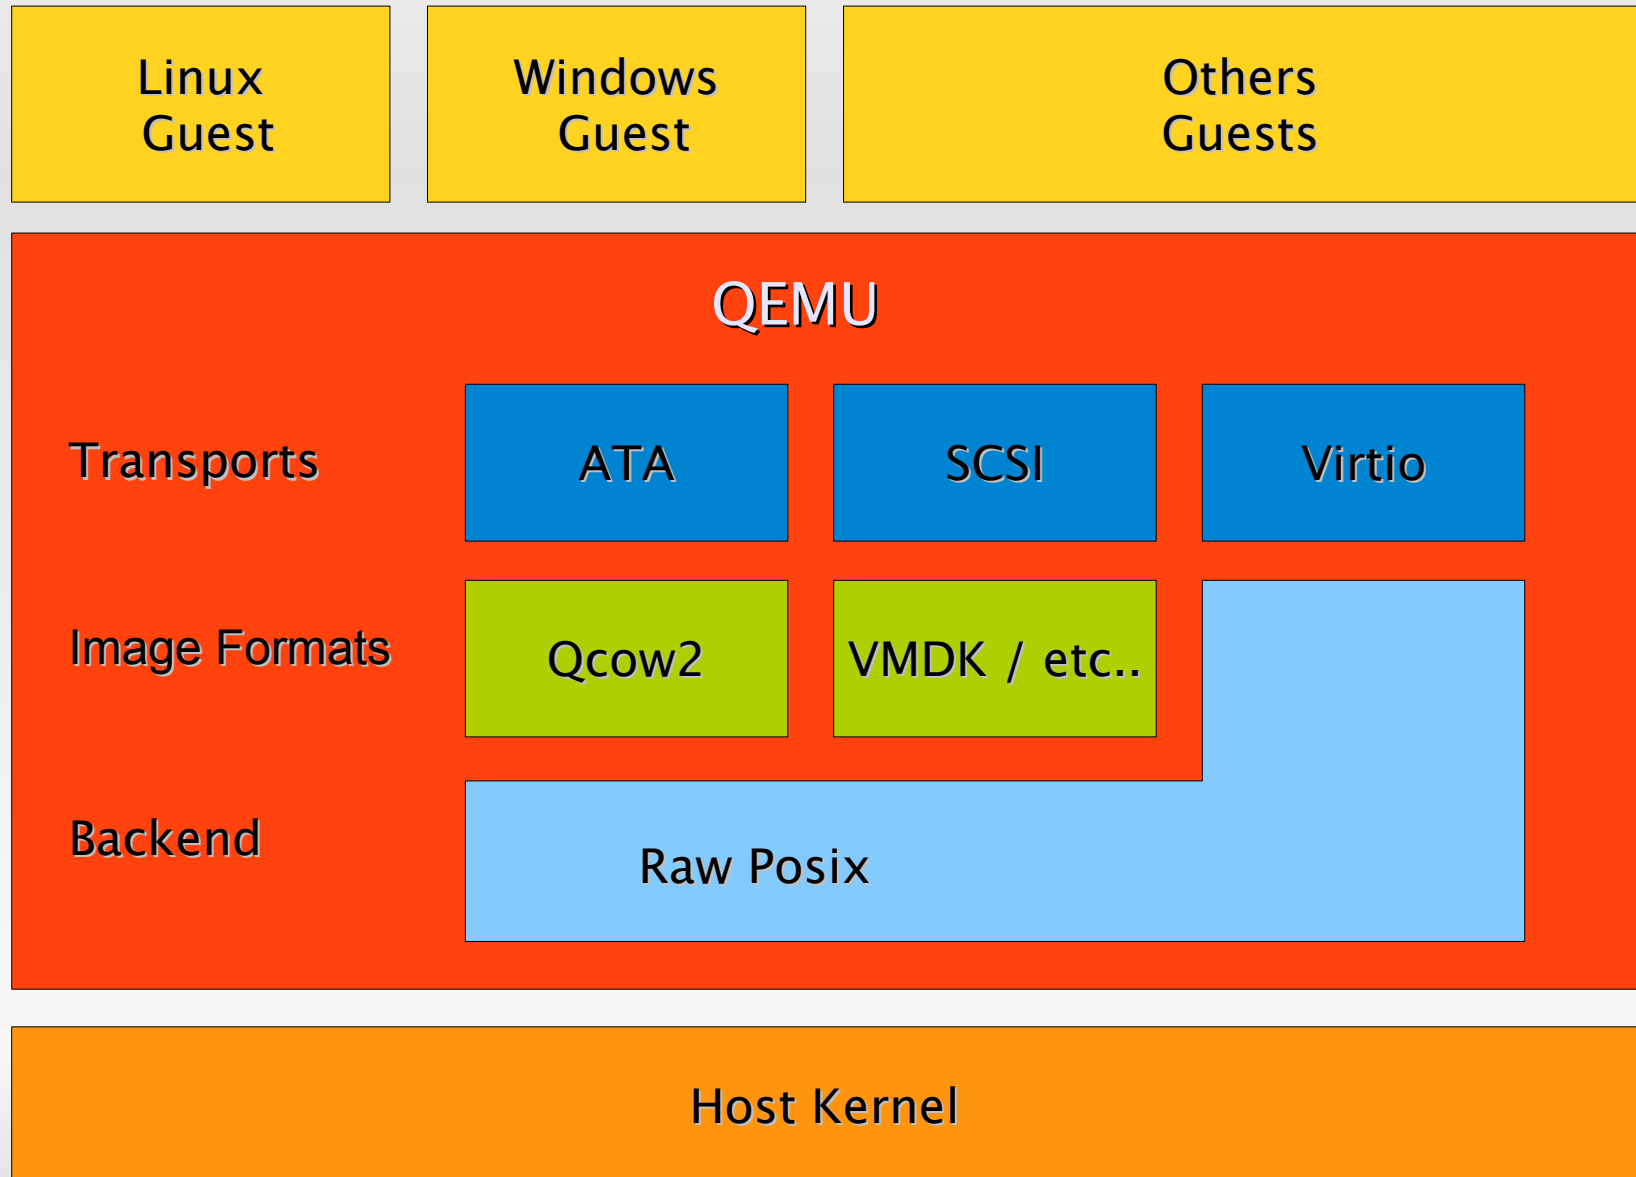 Linux
Guest
Windows
Guest
Others
Guests
QEMU
Transports
ATA
SCSI
Virtio
Image Formats
Qcow2
VMDK / etc..
Backend
Raw Posix
Host Kernel